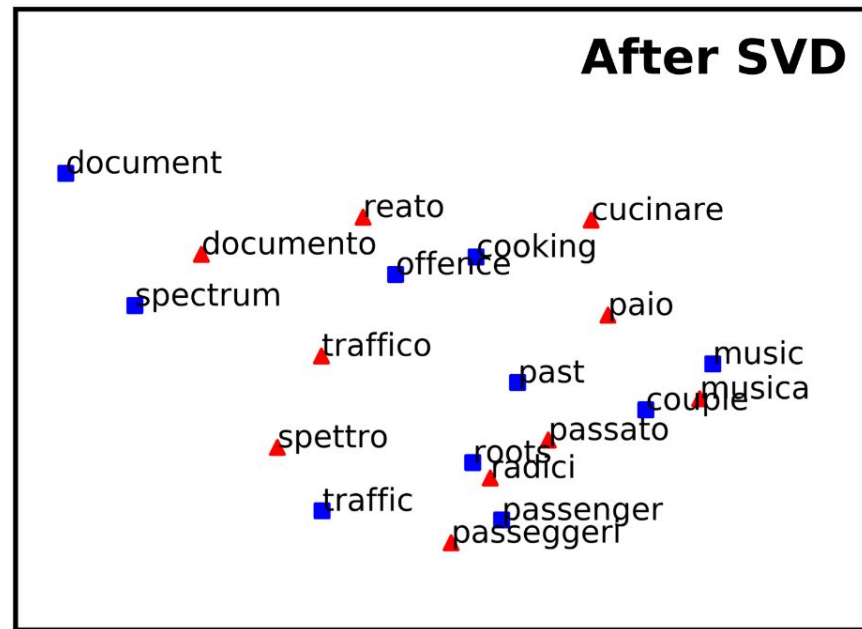 After SVD
document
reato
cucinare
documento
cooking
offence
spectrum
paio
traffico
music
past
musica
couple
passato
spettro
roots
radici
traffic
passenger
passeggeri